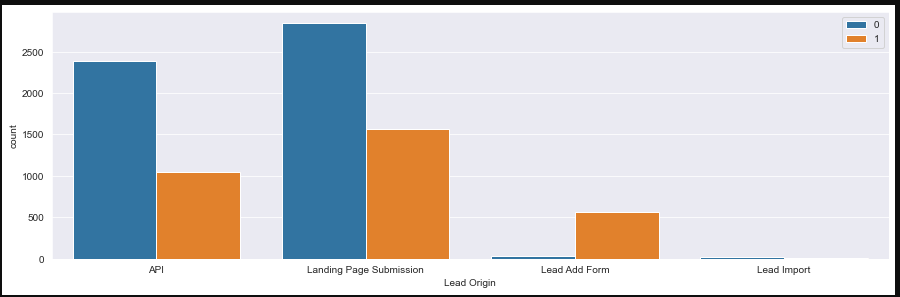 0
1
2500
2000
1500
1000
500
0
count
API
Landing Page Submission
Lead Add Form
Lead Import
Lead Origin